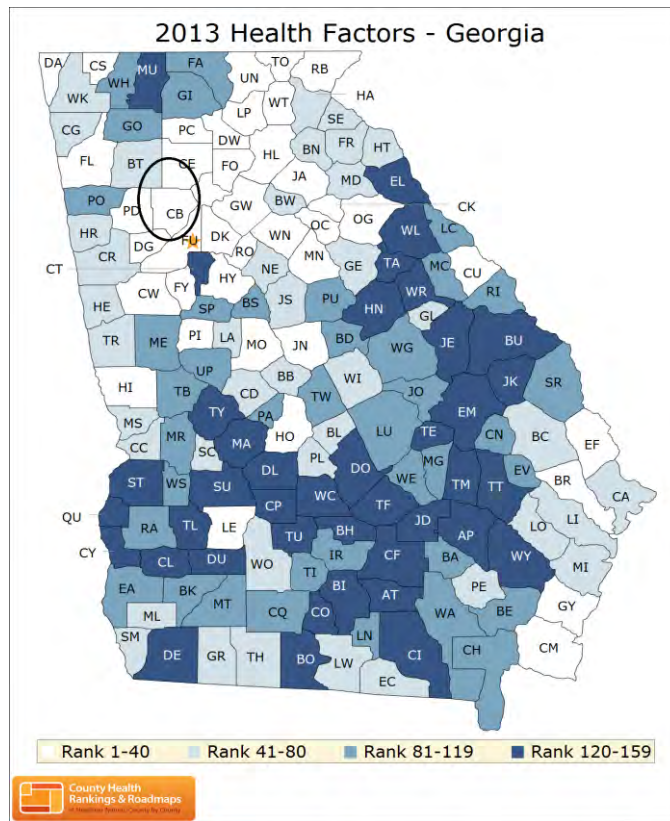 2013 Health Factors - Georgia
DA CS MU FA UN TO RB
WH GI HA
WK LP WT SE
CG GO PC DW BN FR HT
FL BT CE FO HL JA MD EL
PO PD CB GW BW CK
HR DG FU DK WN OC OG WL LC
CR RO MN TA MC CU
CT FY HY NE GE WR RI
HE CW SP BS JS PU HN GL
TR ME PI LA MO JN BD WG JE BU
HI UP BB WI JK SR
MS TB TY CD PA TW JO EM
CC MR MA HO BL LU TE CN BC EF
SC PL MG EV BR
ST WS SU DL DO WE TM TT CA
QU RA TL LE CP WC TF JD LO LI
CY CL DU TU BH AP WY MI
WO IR CF BA
EA BK TI BI PE
ML MT CQ CO AT WA BE GY
SM LN CH CM
DE GR TH BO LW CI
EC
Rank 1-40 Rank 41-80 Rank 81-119 Rank 120-159
County Health
Rankings & Roadmaps